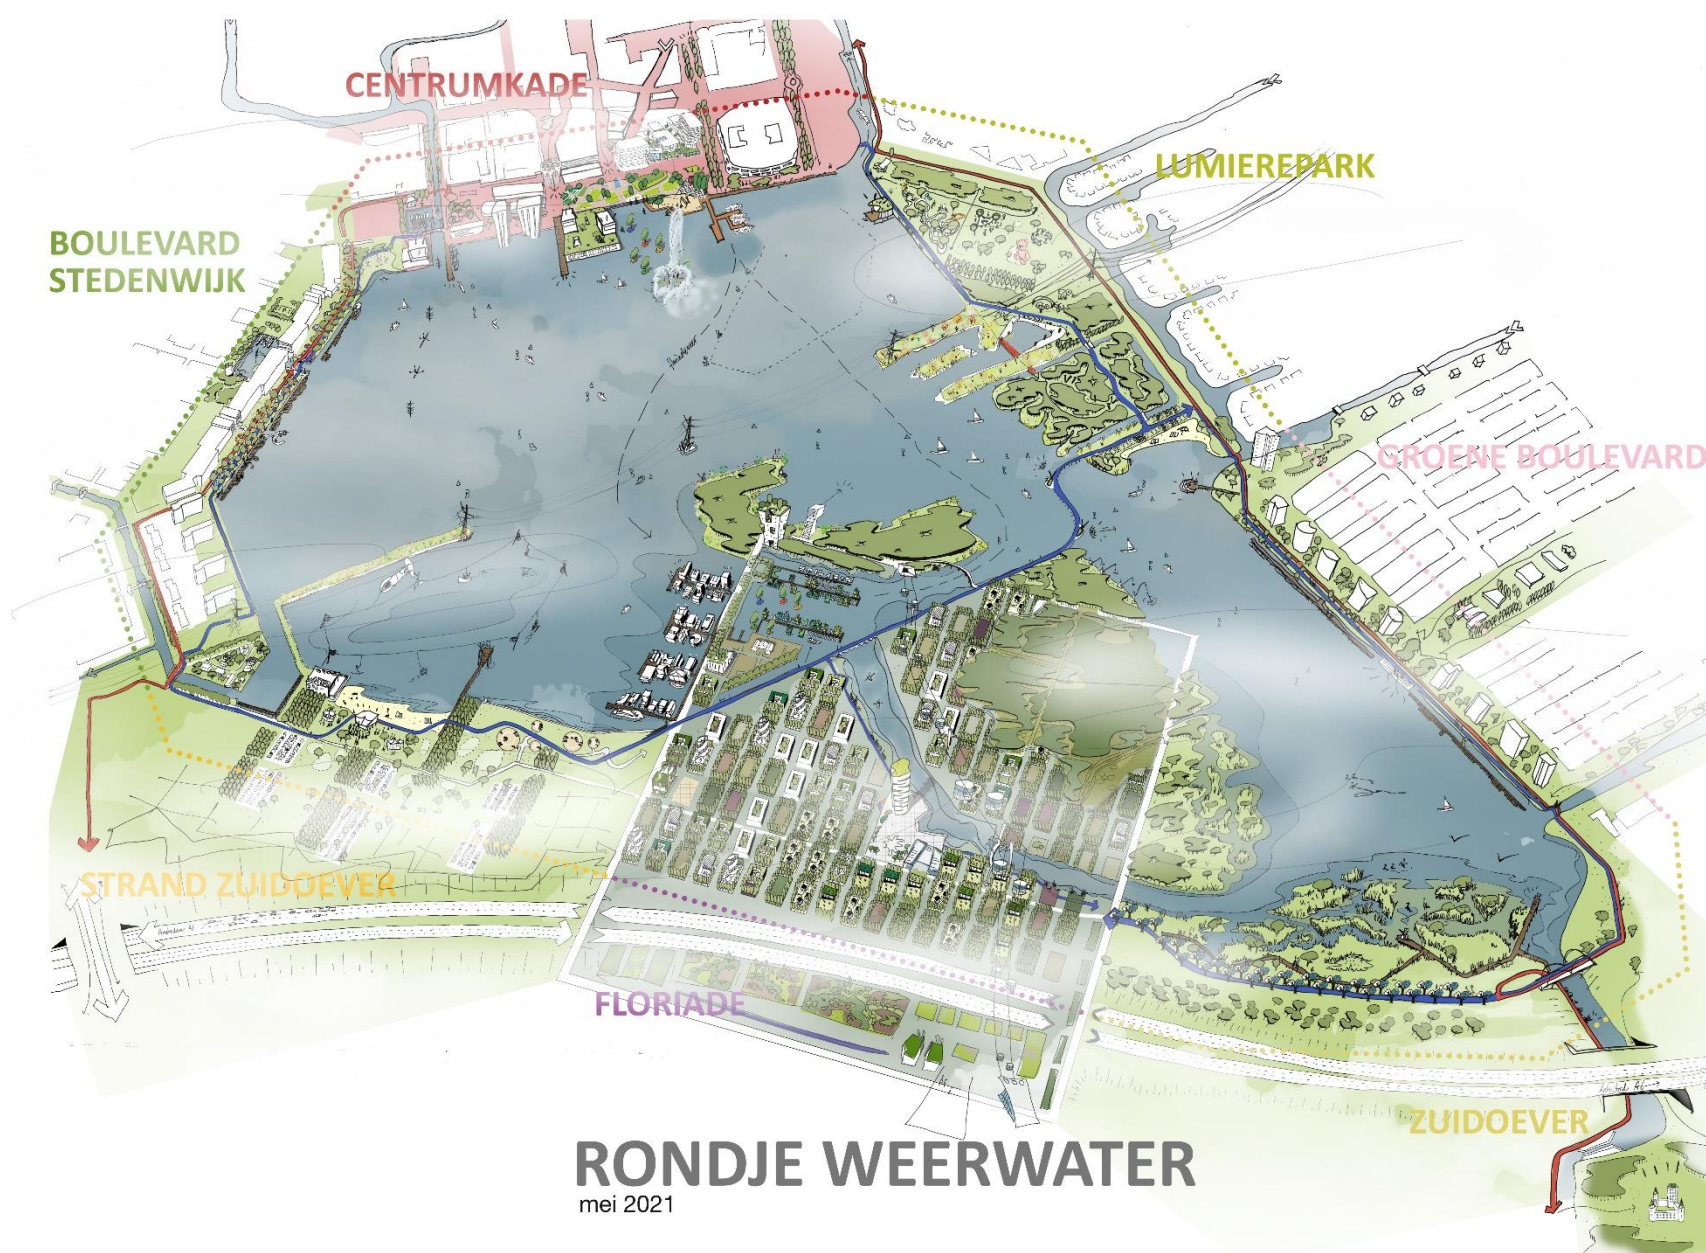 CENTRUMKADE
LUMIEREPARK
BOULEVARD
STEDENWIJK
GROENE BOULEVARD
STRAND ZUIDOEVER
FLORIADE
ZUIDOEVER
RONDJE WEERWATER
mei 2021